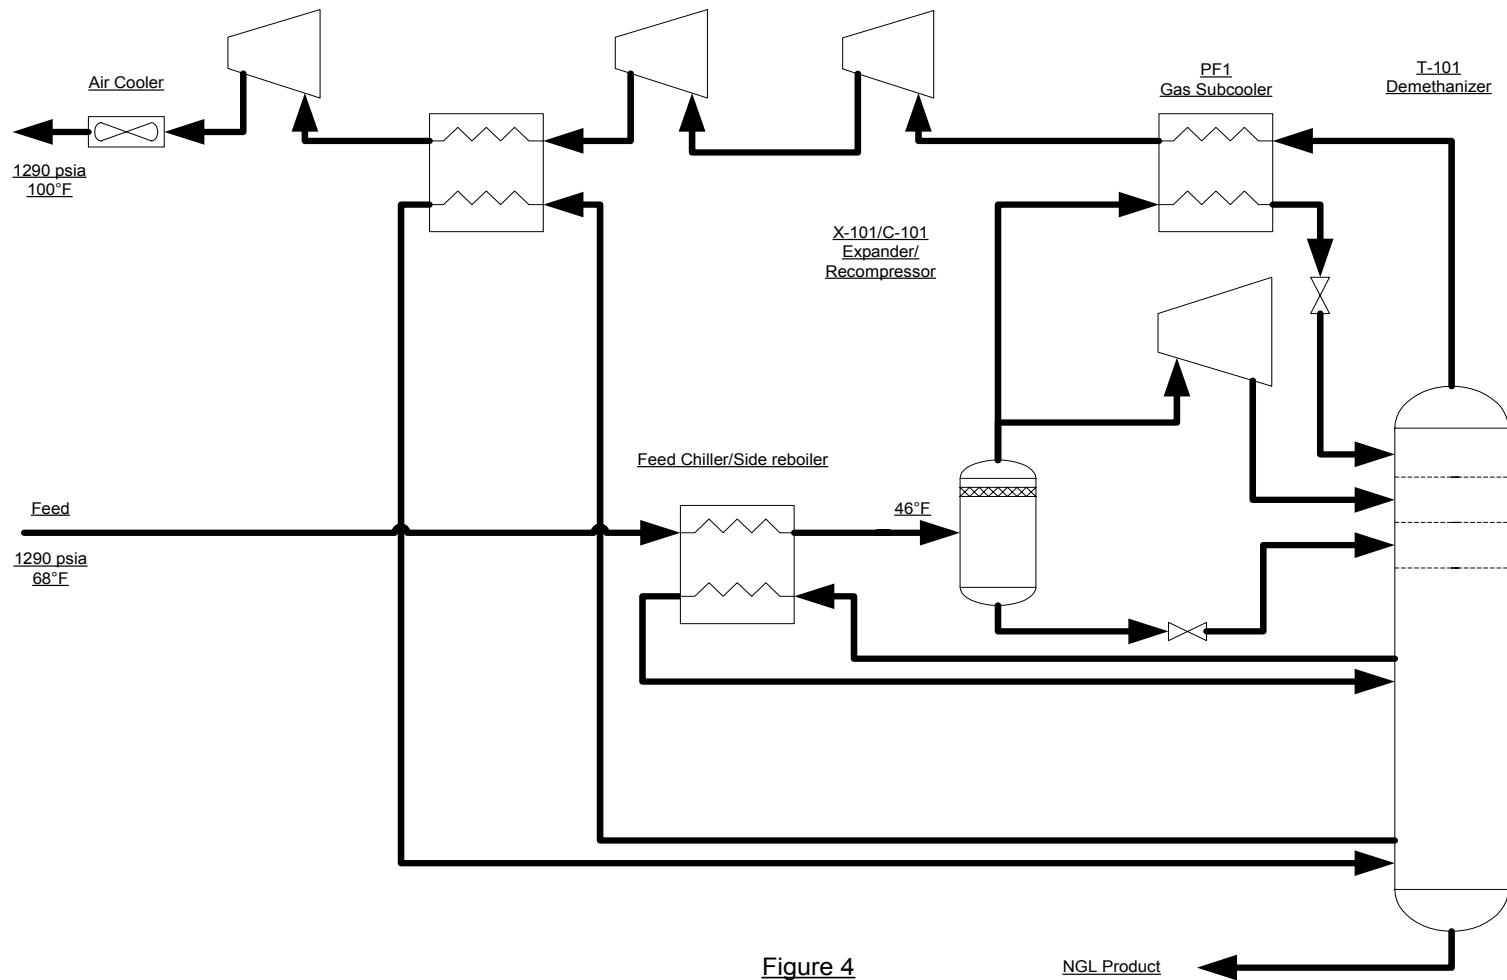 Air Cooler
1290 psia
100°F
PF1
Gas Subcooler
T-101
Demethanizer
X-101/C-101
Expander/
Recompressor
Feed Chiller/Side reboiler
46°F
Feed
1290 psia
68°F
NGL Product
Figure 4